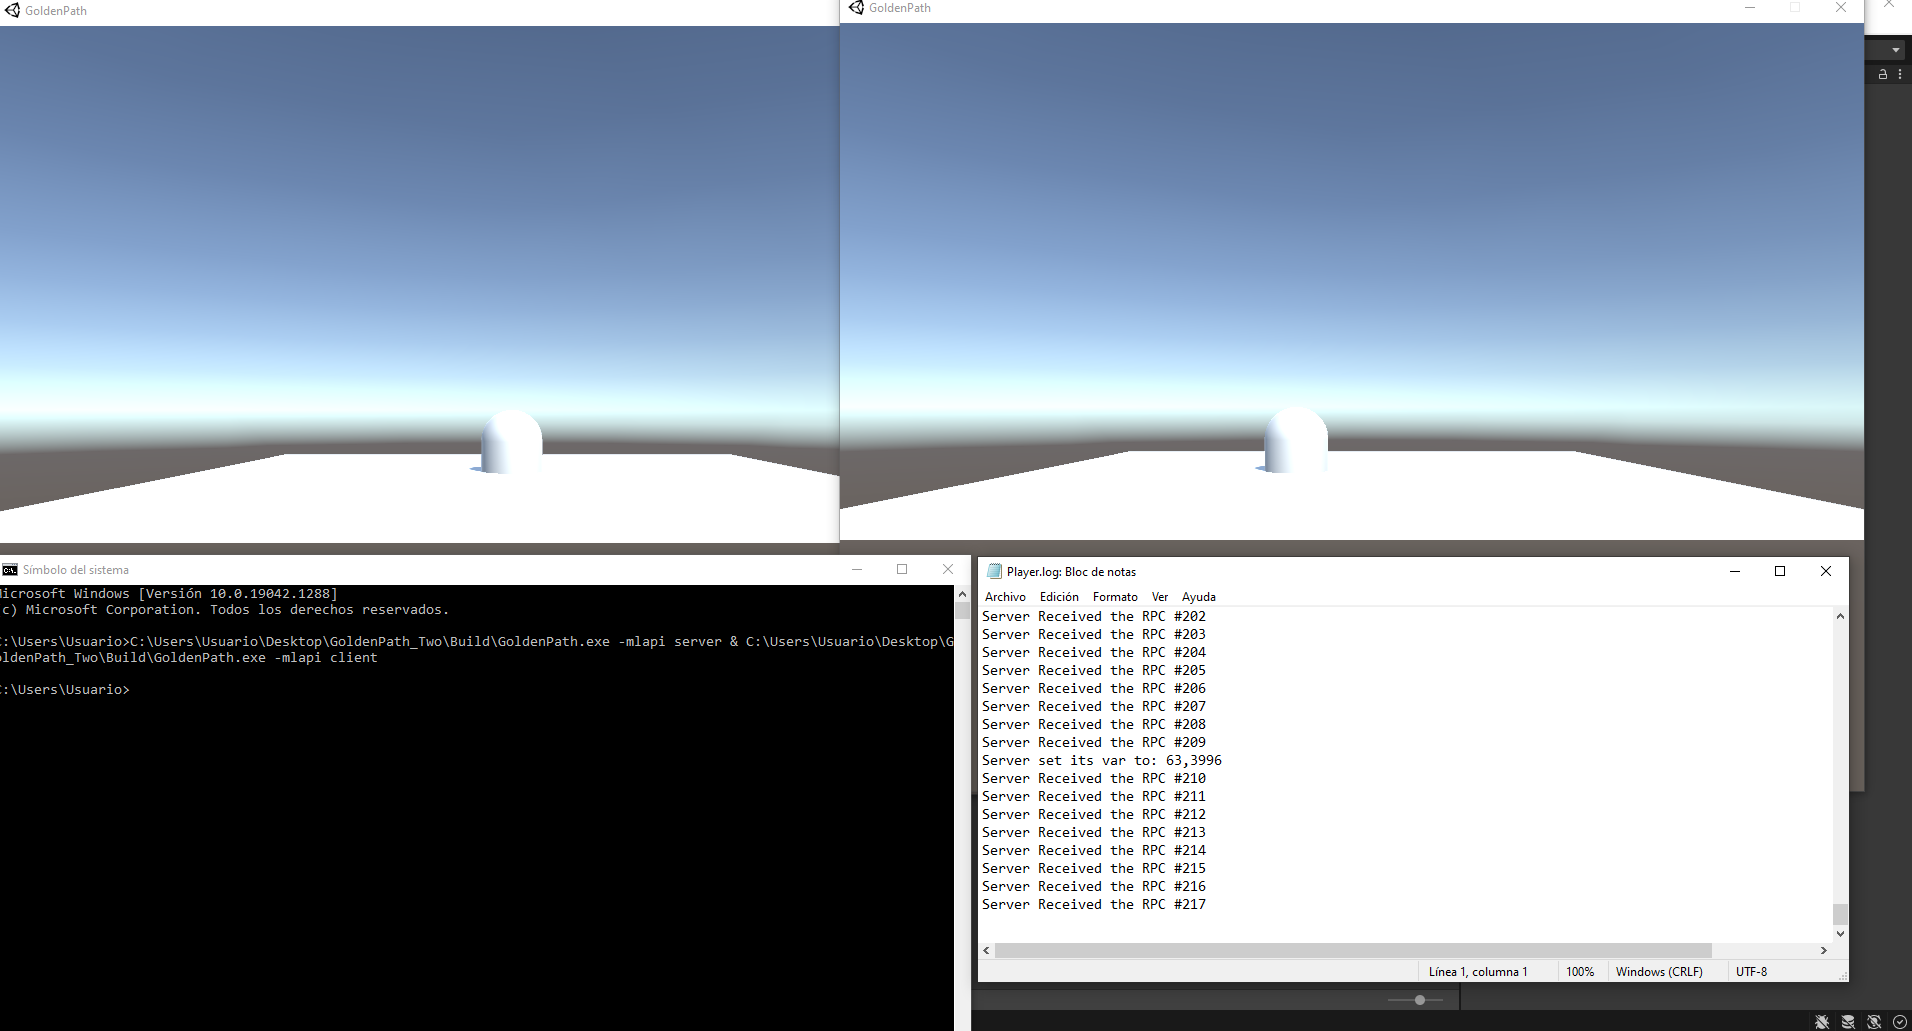 GoldenPath
GoldenPath
Símbolo del sistema
Microsoft Windows [Versión 10.0.19042.1288]
(c) Microsoft Corporation. Todos los derechos reservados.
C:\Users\Usuario>C:\Users\Usuario\Desktop\GoldenPath_Two\Build\GoldenPath.exe -mlapi server & C:\Users\Usuario\Desktop\G
oldenPath_Two\Build\GoldenPath.exe -mlapi client
C:\Users\Usuario>
Player.log: Bloc de notas
Archivo Edición Formato Ver Ayuda
Server Received the RPC #202
Server Received the RPC #203
Server Received the RPC #204
Server Received the RPC #205
Server Received the RPC #206
Server Received the RPC #207
Server Received the RPC #208
Server Received the RPC #209
Server set its var to: 63,3996
Server Received the RPC #210
Server Received the RPC #211
Server Received the RPC #212
Server Received the RPC #213
Server Received the RPC #214
Server Received the RPC #215
Server Received the RPC #216
Server Received the RPC #217
Línea 1, columna 1 100% Windows (CRLF) UTF-8